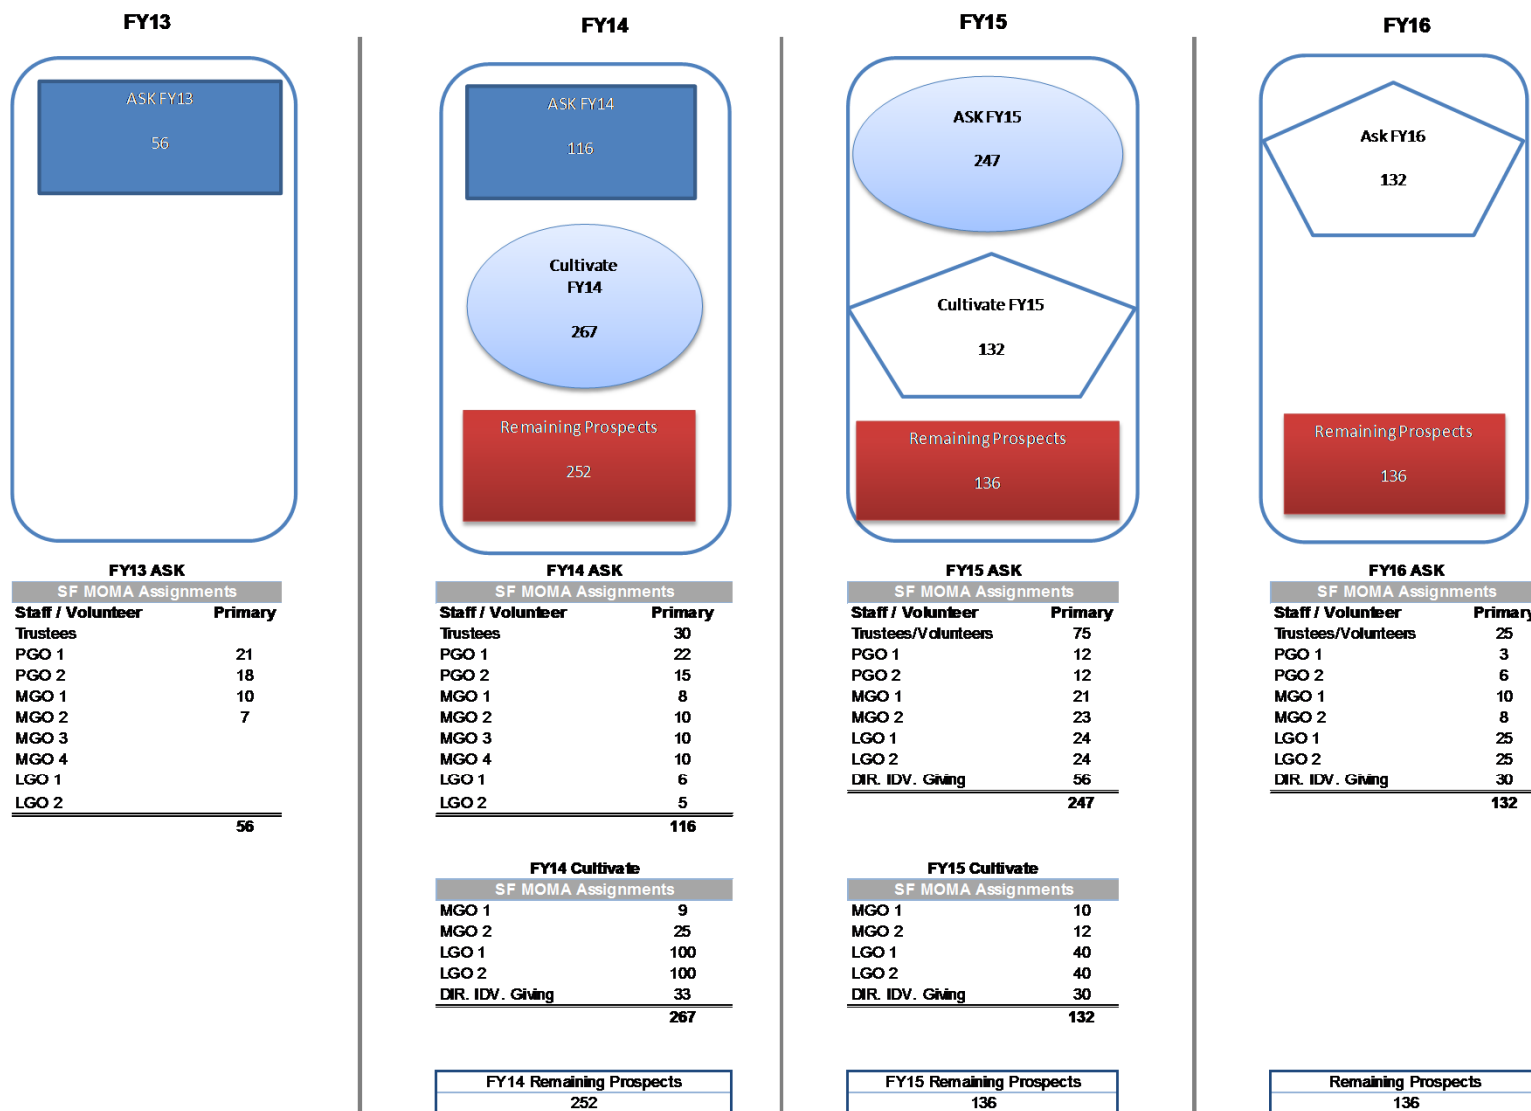 FY13
ASK FY13
56
FY13 ASK
SF MOMA Assignments
Staff / Volunteer Primary
Trustees
PGO 1 21
PGO 2 18
MGO 1 10
MGO 2 7
MGO 3
MGO 4
LGO 1
LGO 2
56
FY14
ASK FY14
116
Cultivate
FY14
267
Remaining Prospects
252
FY14 ASK
SF MOMA Assignments
Staff / Volunteer Primary
Trustees 30
PGO 1 22
PGO 2 15
MGO 1 8
MGO 2 10
MGO 3 10
MGO 4 10
LGO 1 6
LGO 2 5
116
FY14 Cultivate
SF MOMA Assignments
MGO 1 9
MGO 2 25
LGO 1 100
LGO 2 100
DIR. IDV. Giving 33
267
FY14 Remaining Prospects
252
FY15
ASK FY15
247
Cultivate FY15
132
Remaining Prospects
136
FY15 ASK
SF MOMA Assignments
Staff / Volunteer Primary
Trustees/Volunteers 75
PGO 1 12
PGO 2 12
MGO 1 21
MGO 2 23
LGO 1 24
LGO 2 24
DIR. IDV. Giving 56
247
FY15 Cultivate
SF MOMA Assignments
MGO 1 10
MGO 2 12
LGO 1 40
LGO 2 40
DIR. IDV. Giving 30
132
FY15 Remaining Prospects
136
FY16
Ask FY16
132
Remaining Prospects
136
FY16 ASK
SF MOMA Assignments
Staff / Volunteer Primary
Trustees/Volunteers 25
PGO 1 3
PGO 2 6
MGO 1 10
MGO 2 8
LGO 1 25
LGO 2 25
DIR. IDV. Giving 30
132
Remaining Prospects
136